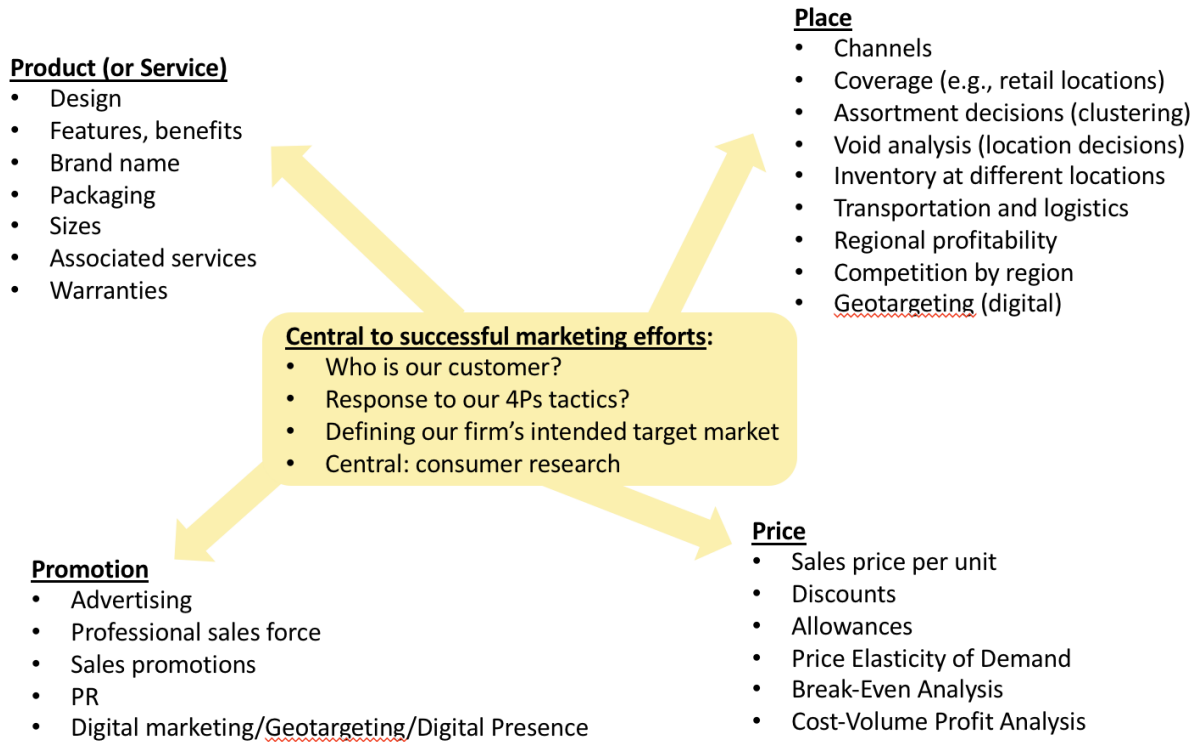 Product (or Service)
• Design
• Features, benefits
• Brand name
• Packaging
• Sizes
• Associated services
• Warranties
Place
• Channels
• Coverage (e.g., retail locations)
• Assortment decisions (clustering)
• Void analysis (location decisions)
• Inventory at different locations
• Transportation and logistics
• Regional profitability
• Competition by region
• Geotargeting (digital)
Central to successful marketing efforts:
• Who is our customer?
• Response to our 4Ps tactics?
• Defining our firm’s intended target market
• Central: consumer research
Promotion
• Advertising
• Professional sales force
• Sales promotions
• PR
• Digital marketing/Geotargeting/Digital Presence
Price
• Sales price per unit
• Discounts
• Allowances
• Price Elasticity of Demand
• Break-Even Analysis
• Cost-Volume Profit Analysis